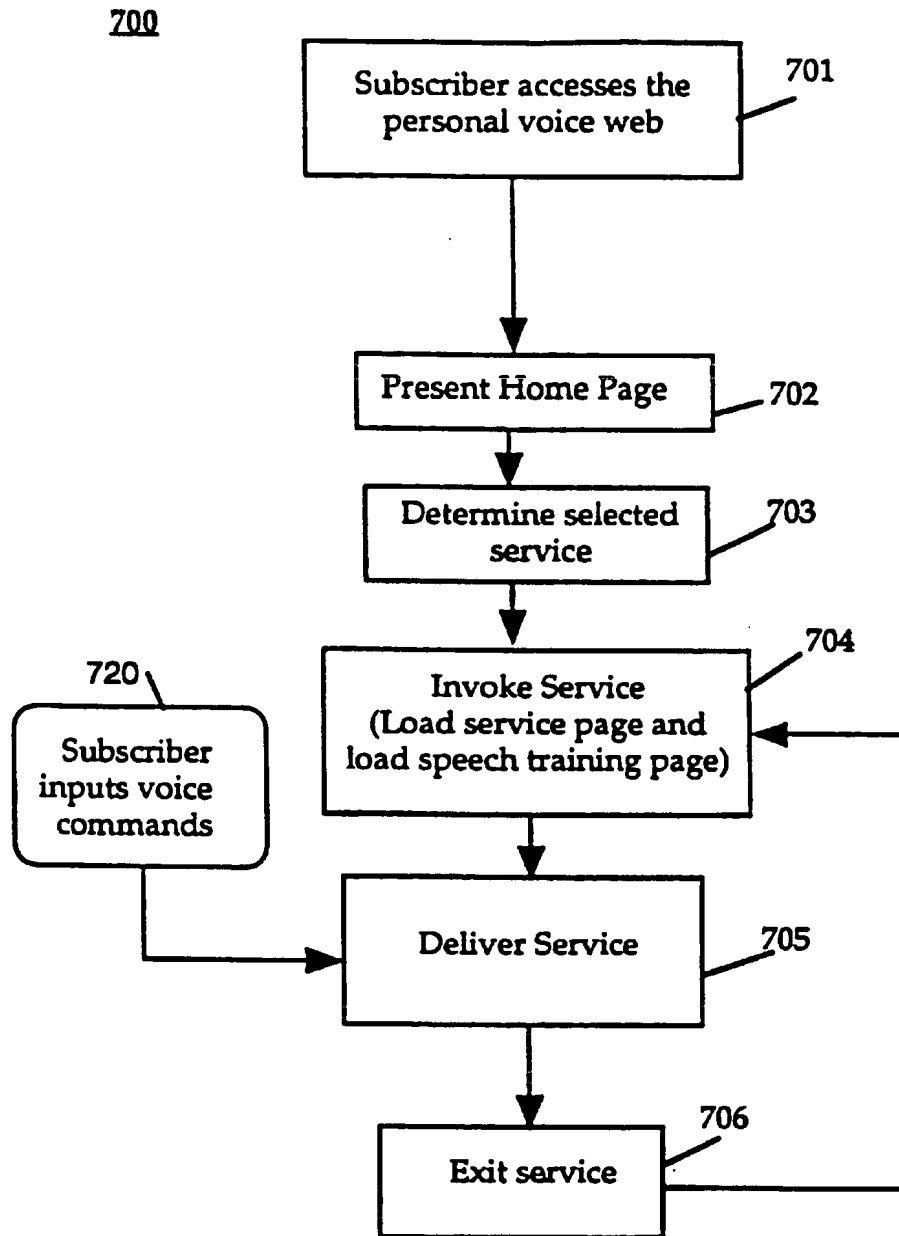 700
Subscriber accesses the
personal voice web
701
Present Home Page
702
Determine selected
service
703
704
Invoke Service
(Load service page and
load speech training page)
720
Subscriber
inputs voice
commands
Deliver Service
705
706
Exit service